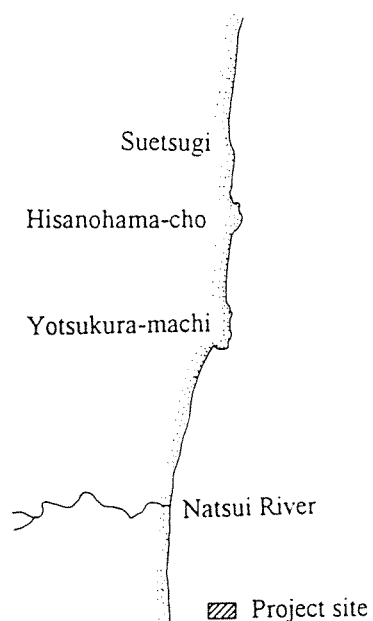 Suetsugi
Hisanohama-cho
Yotsukura-machi
Natsui River
Project site